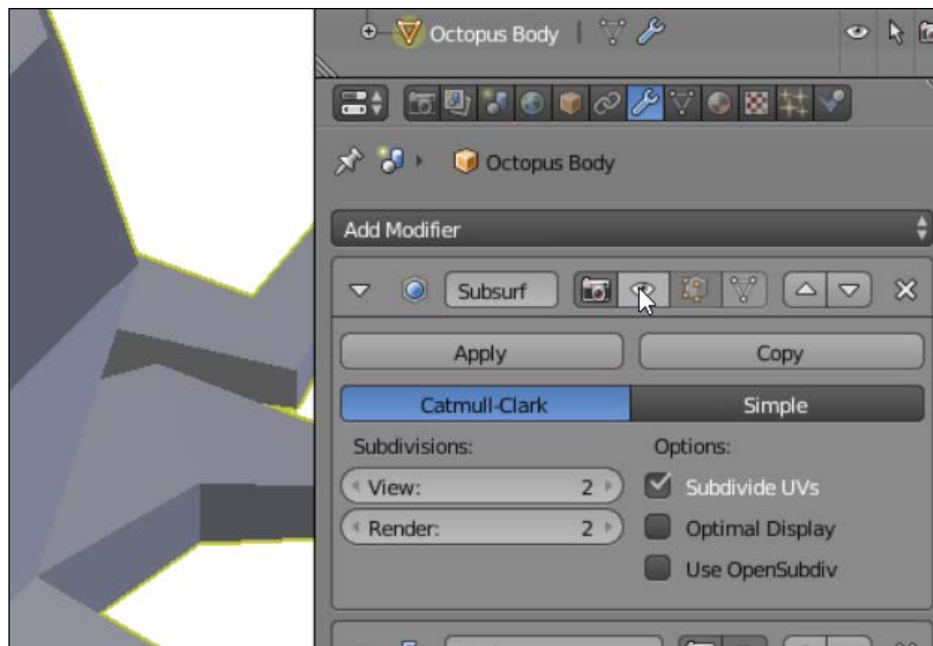 Octopus Body
Octopus Body
Add Modifier
Subsurf
Apply
Copy
Catmull-Clark
Simple
Subdivisions:
Options:
View: 2
Subdivide UVs
Render: 2
Optimal Display
Use OpenSubdiv